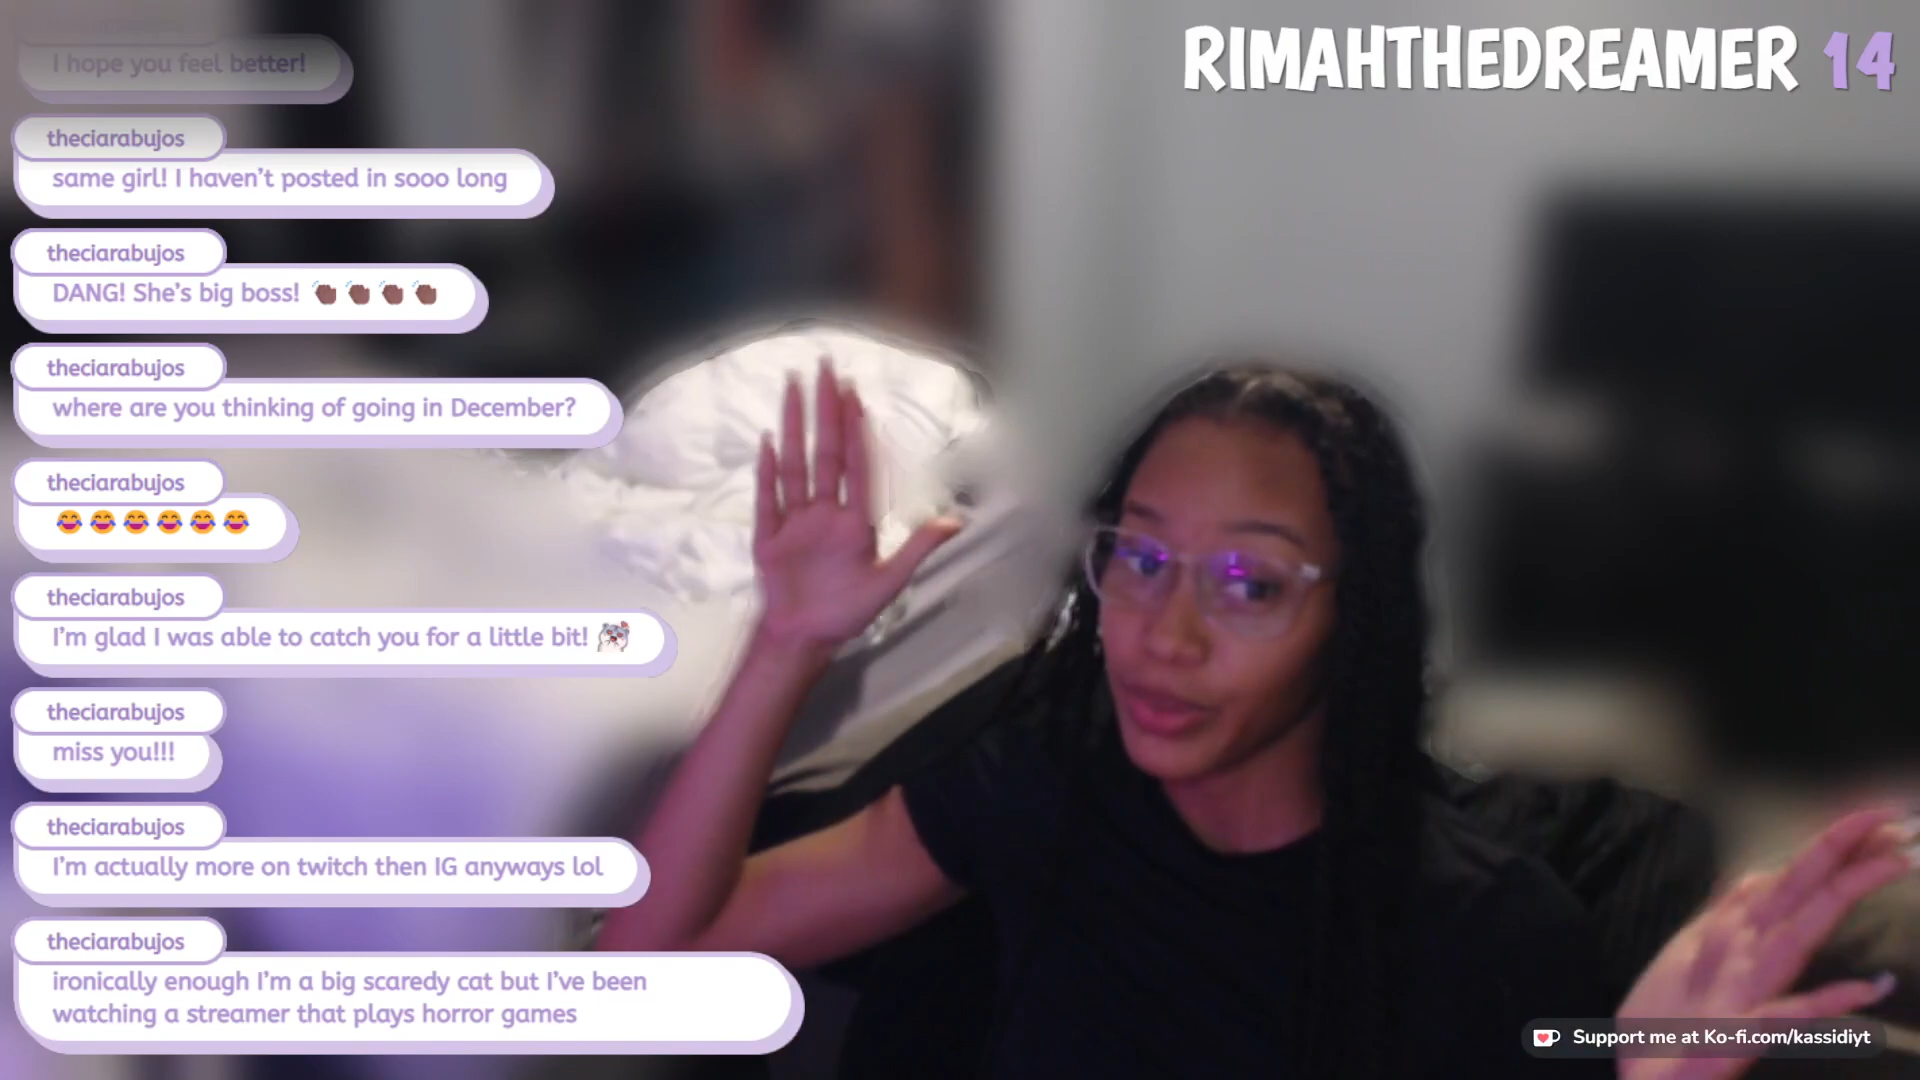 I hope you feel better!
RIMAHTHEDREAMER 14
theciarabujos
same girl! I haven't posted in sooo long
theciarabujos
DANG! She's big boss! 👏🏿 👏🏿 👏🏿 👏🏿
theciarabujos
where are you thinking of going in December?
theciarabujos
😂 😂 😂 😂 😂 😂
theciarabujos
I'm glad I was able to catch you for a little bit!
theciarabujos
miss you!!!
theciarabujos
I'm actually more on twitch then IG anyways lol
theciarabujos
ironically enough I'm a big scaredy cat but I've been
watching a streamer that plays horror games
Support me at Ko-fi.com/kassidiyt